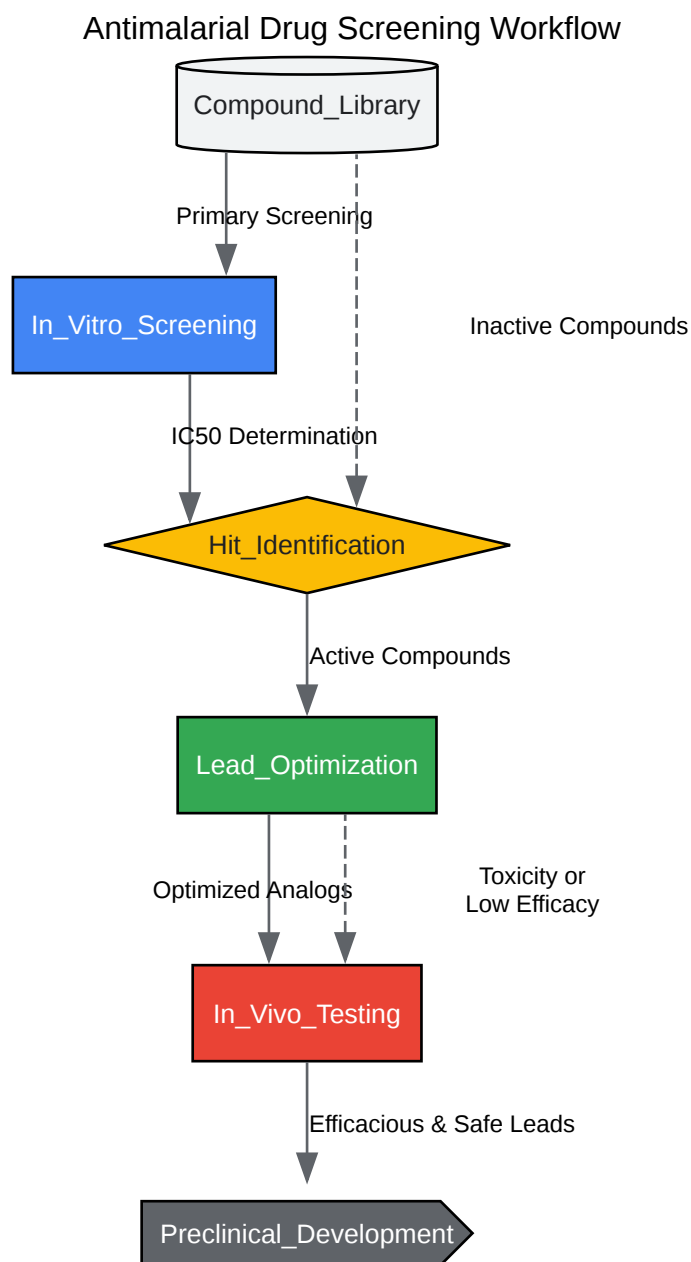 Antimalarial Drug Screening Workflow
Compound_Library
Primary Screening
In_Vitro_Screening
Inactive Compounds
IC50 Determination
Hit_Identification
Active Compounds
Lead_Optimization
Optimized Analogs
Toxicity or
Low Efficacy
In_Vivo_Testing
Efficacious & Safe Leads
Preclinical_Development